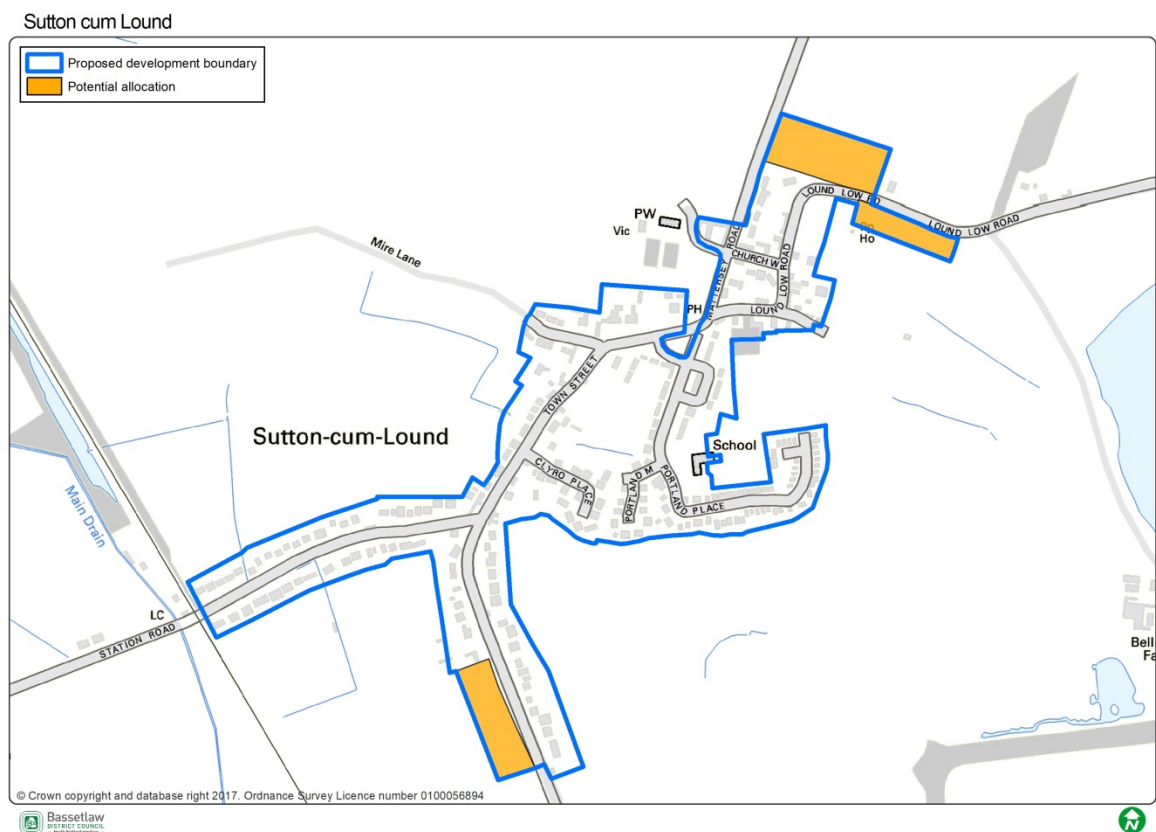 Sutton cum Lound
Proposed development boundary
Potential allocation
LOUND LOW RD
LOUND LOW ROAD
Ho
PW
Vic
MATTERSEY ROAD
CHURCH W
LOUND LOW ROAD
Mire Lane
PH
LOUND
TOWN STREET
Sutton-cum-Lound
School
CLYRO PLACE
PORTLAND M
PORTLAND PLACE
Main Drain
LC
STATION ROAD
Bell
Fa
© Crown copyright and database right 2017. Ordnance Survey Licence number 0100056894
Bassetlaw
DISTRICT COUNCIL
N